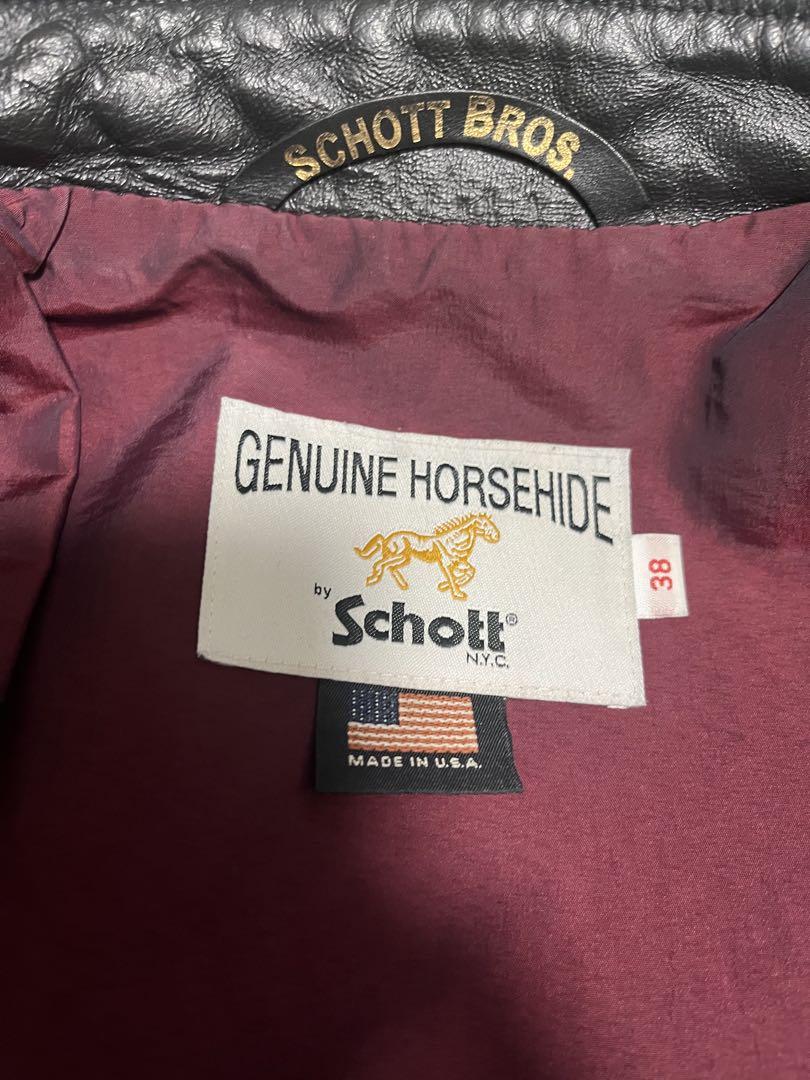 SCHOTT BROS.
GENUINE HORSEHIDE
by Schott®
N.Y.C.
38
MADE IN U.S.A.